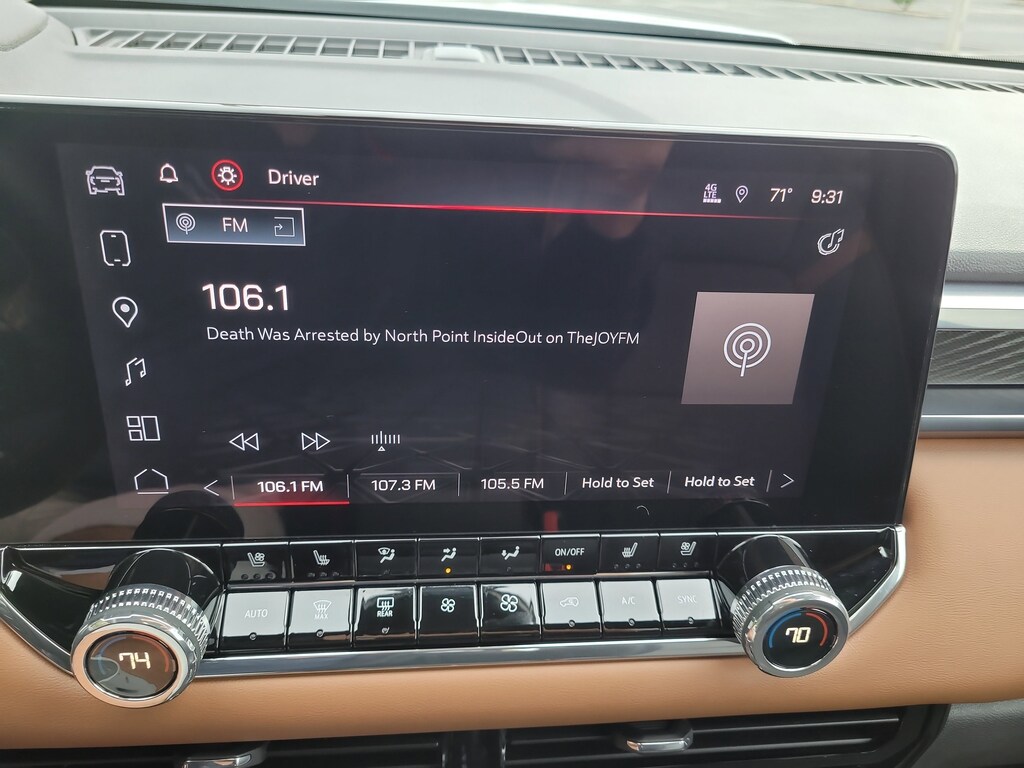 Driver
4G LTE 71° 9:31
FM
106.1
Death Was Arrested by North Point InsideOut on TheJOYFM
106.1 FM 107.3 FM 105.5 FM Hold to Set Hold to Set
ON/OFF
AUTO MAX REAR A/C SYNC
74 70